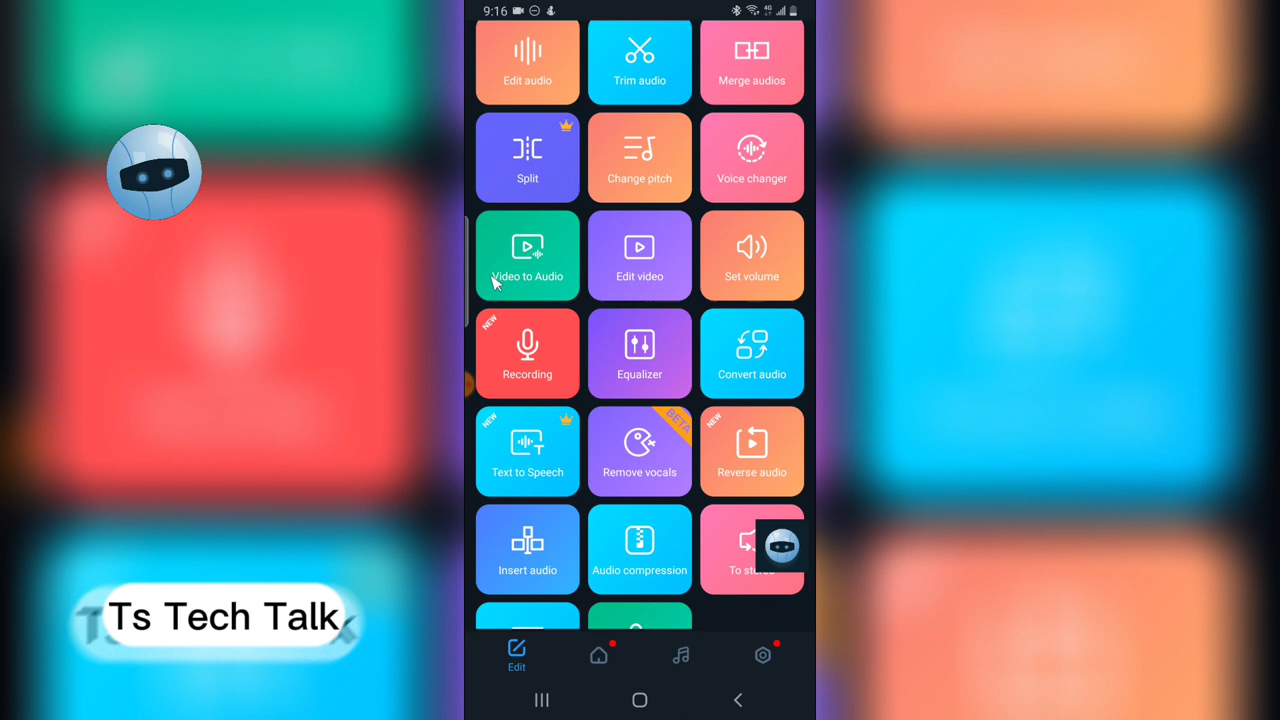 9:16
4G
Edit audio
Trim audio
Merge audios
Split
Change pitch
Voice changer
Video to Audio
Edit video
Set volume
NEW
Recording
Equalizer
Convert audio
NEW
Text to Speech
BETA
Remove vocals
NEW
Reverse audio
Insert audio
Audio compression
To
Ts Tech Talk
Edit